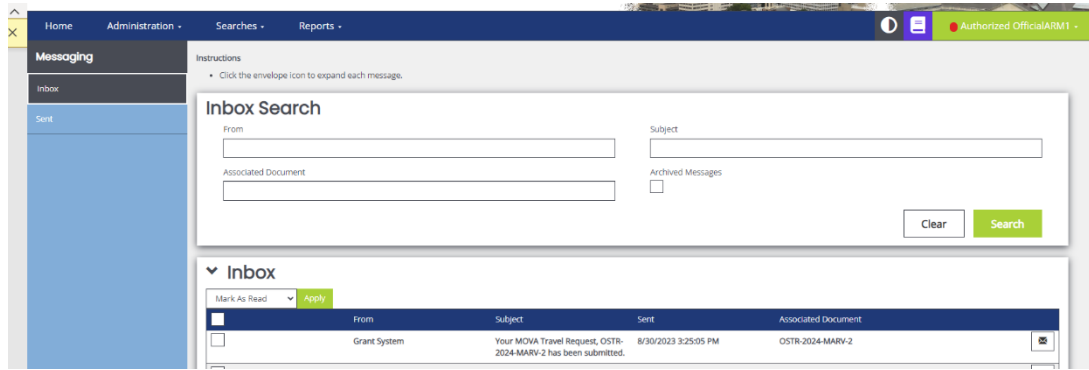 Home Administration Searches Reports Authorized OfficialARM1
Messaging
Inbox
Sent
Instructions
• Click the envelope icon to expand each message.
Inbox Search
From Subject
Associated Document Archived Messages
Clear Search
Inbox
Mark As Read Apply
From Subject Sent Associated Document
Grant System Your MOVA Travel Request, OSTR- 8/30/2023 3:25:05 PM OSTR-2024-MARV-2
2024-MARV-2 has been submitted.